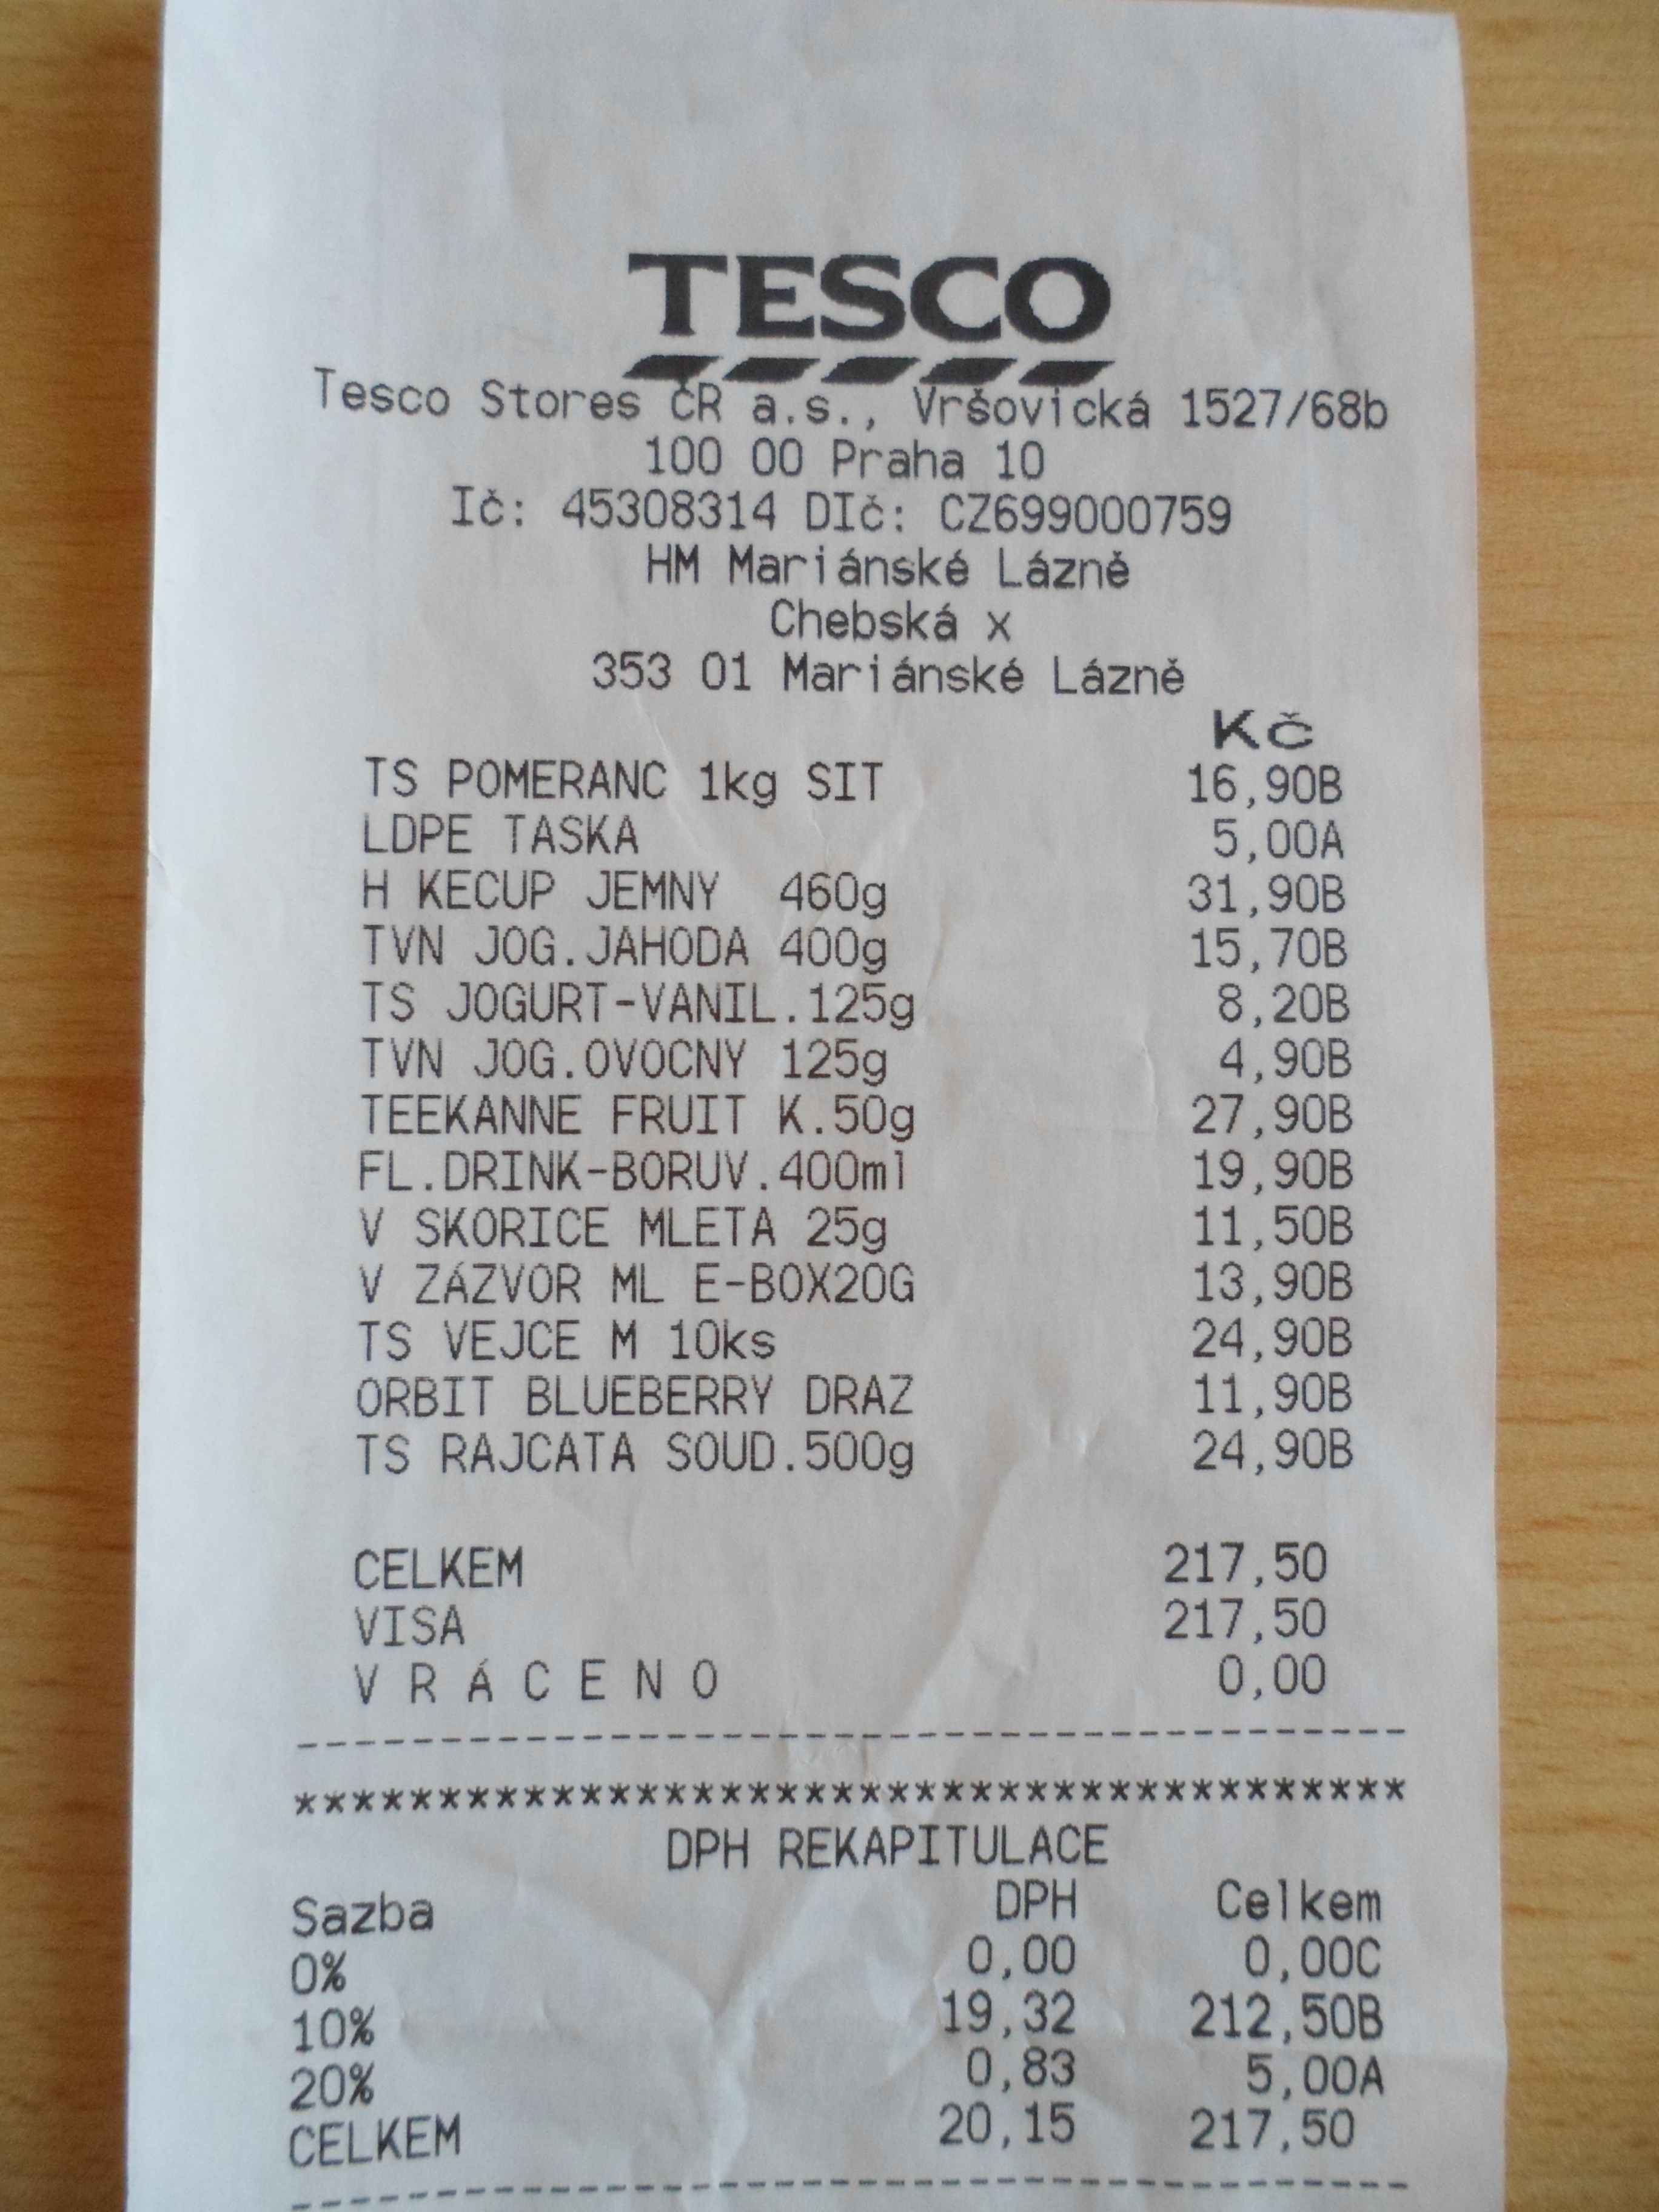 TESCO
Tesco Stores ČR a.s., Vršovická 1527/68b
100 00 Praha 10
Ič: 45308314 DIč: CZ699000759
HM Mariánské Lázně
Chebská x
353 01 Mariánské Lázně
Kč
TS POMERANC 1kg SIT 16,90B
LDPE TASKA 5,00A
H KECUP JEMNY 460g 31,90B
TVN JOG.JAHODA 400g 15,70B
TS JOGURT-VANIL.125g 8,20B
TVN JOG.OVOCNY 125g 4,90B
TEEKANNE FRUIT K.50g 27,90B
FL.DRINK-BORUV.400ml 19,90B
V SKORICE MLETA 25g 11,50B
V ZÁZVOR ML E-BOX20G 13,90B
TS VEJCE M 10ks 24,90B
ORBIT BLUEBERRY DRAZ 11,90B
TS RAJCATA SOUD.500g 24,90B
CELKEM 217,50
VISA 217,50
V R Á C E N O 0,00
----------------------------------------
****************************************
DPH REKAPITULACE
Sazba DPH Celkem
0% 0,00 0,00C
10% 19,32 212,50B
20% 0,83 5,00A
CELKEM 20,15 217,50
----------------------------------------